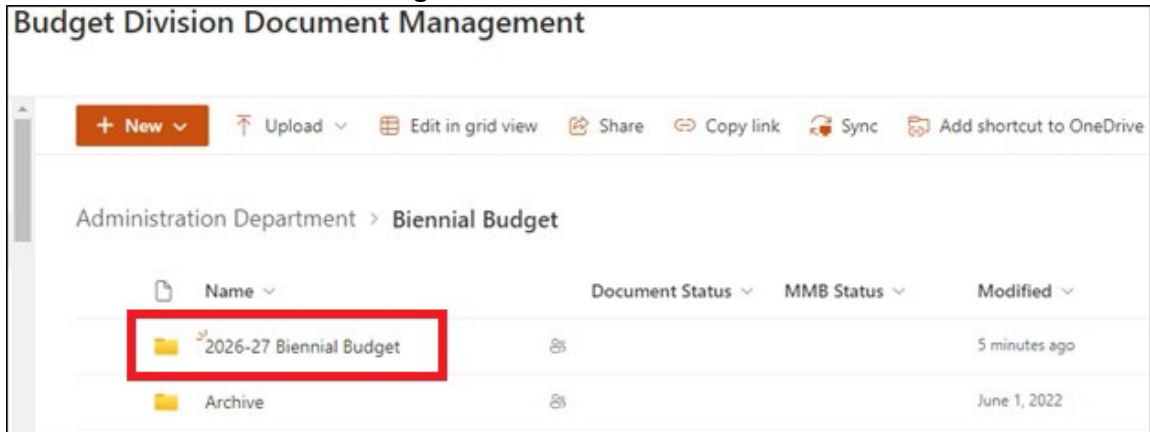 Budget Division Document Management
+ New Upload Edit in grid view Share Copy link Sync Add shortcut to OneDrive
Administration Department > Biennial Budget
Name Document Status MMB Status Modified
2026-27 Biennial Budget 5 minutes ago
Archive June 1, 2022